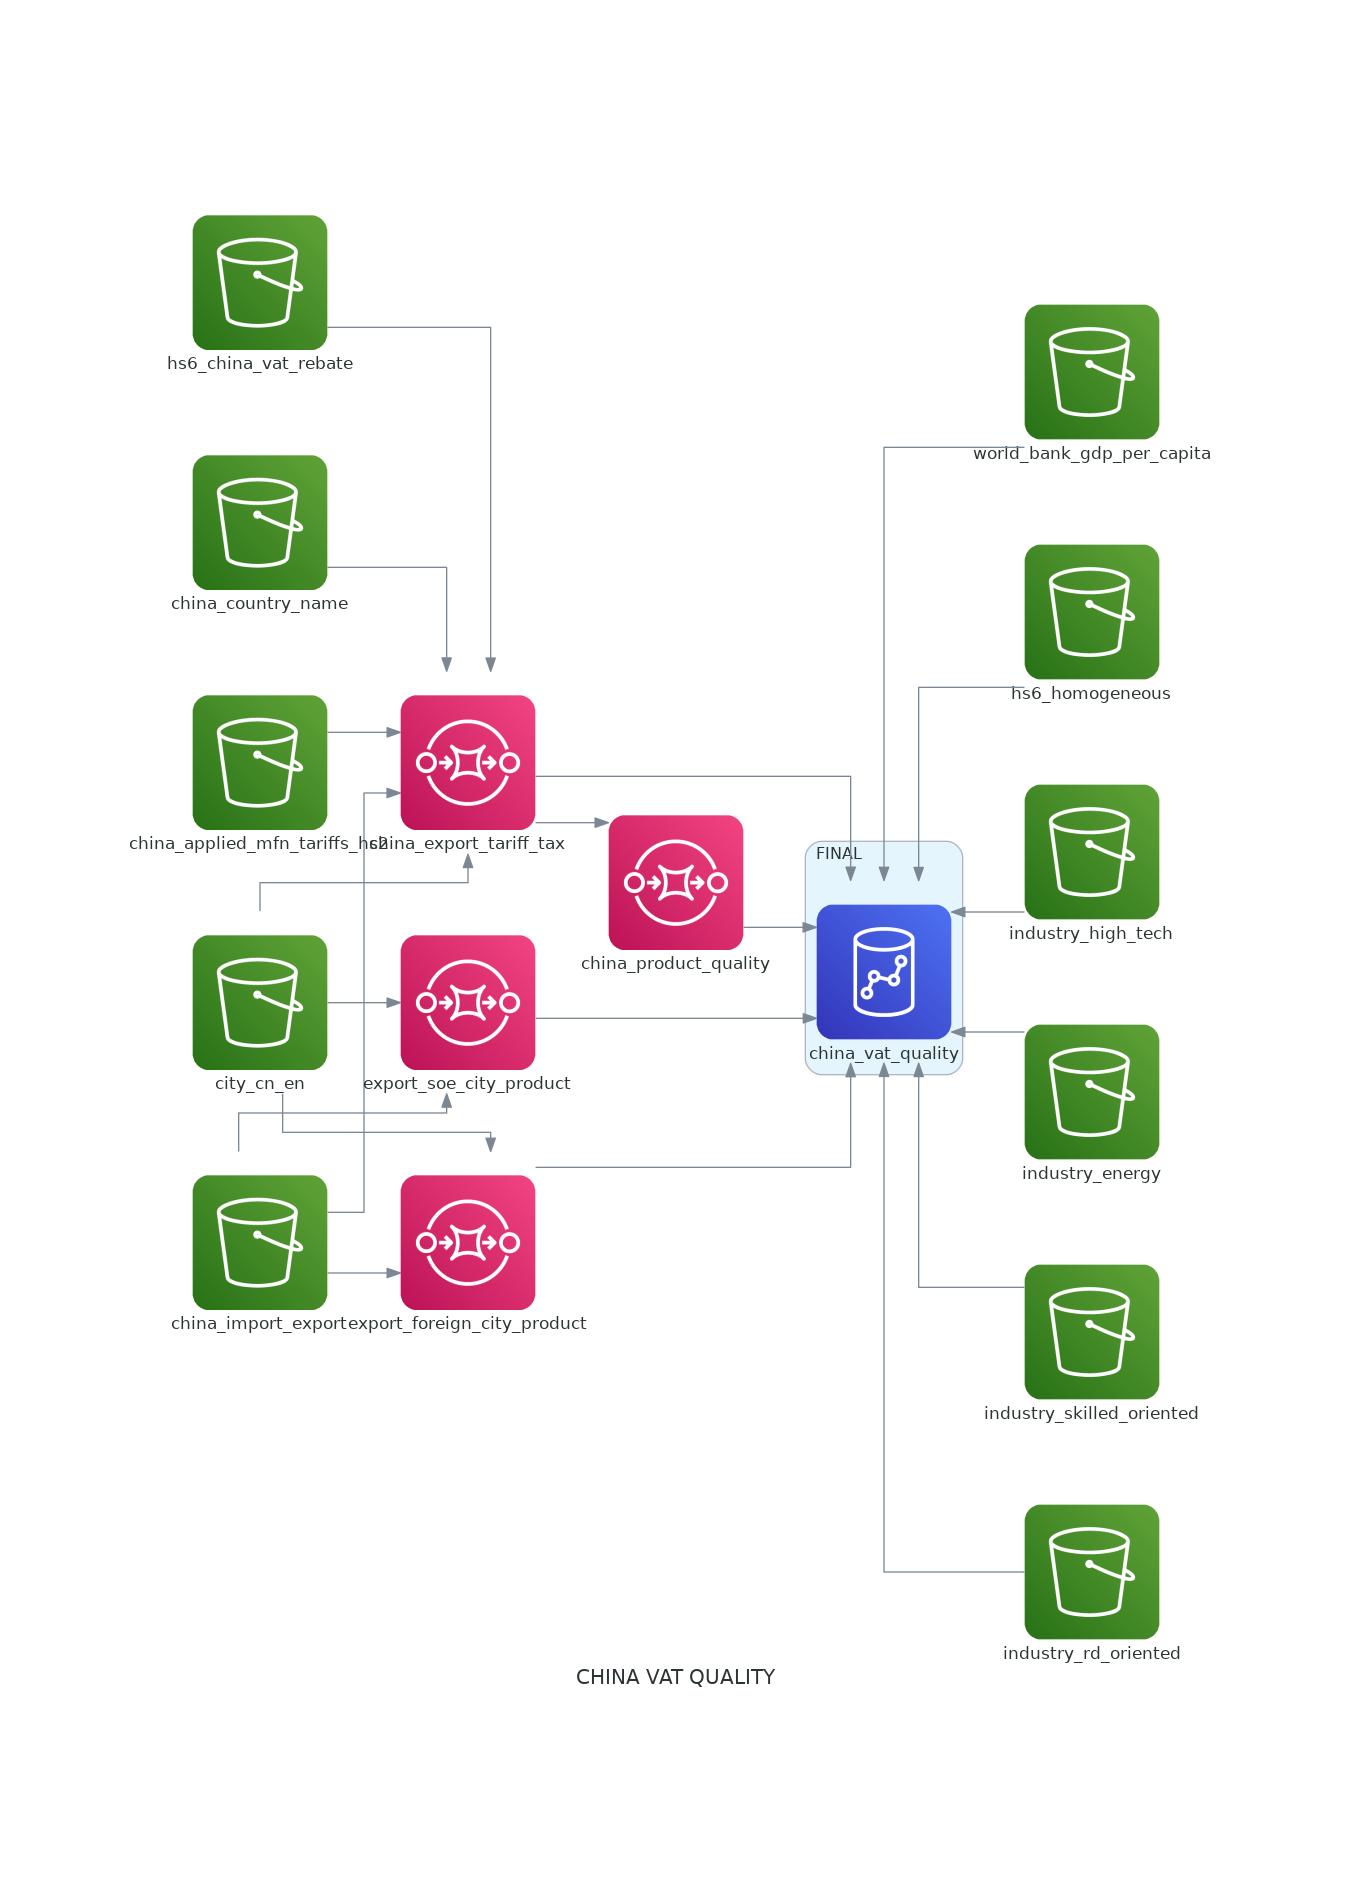 hs6_china_vat_rebate
world_bank_gdp_per_capita
china_country_name
hs6_homogeneous
china_applied_mfn_tariffs_hs2
china_export_tariff_tax
FINAL
industry_high_tech
china_product_quality
china_vat_quality
city_cn_en
export_soe_city_product
industry_energy
china_import_export
export_foreign_city_product
industry_skilled_oriented
industry_rd_oriented
CHINA VAT QUALITY